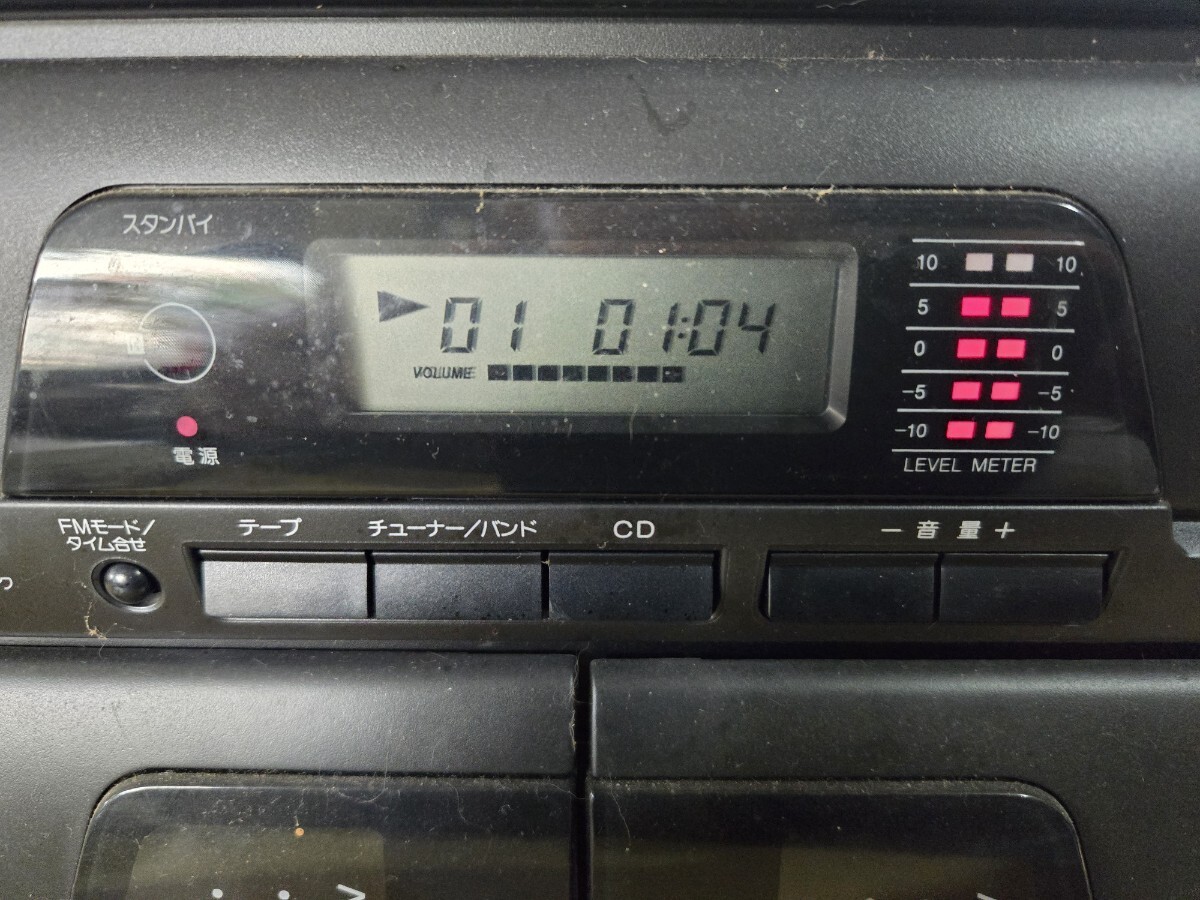 スタンバイ
01 01:04
VOLUME
電源
10 10
5 5
0 0
-5 -5
-10 -10
LEVEL METER
FMモード/
タイム合せ
テープ
チューナー/バンド
CD
- 音量 +